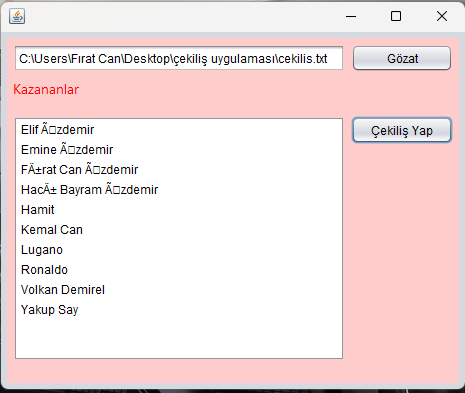 C:\Users\Fırat Can\Desktop\çekiliş uygulaması\cekilis.txt
Gözat
Kazananlar
Çekiliş Yap
Elif Ã□zdemir
Emine Ã□zdemir
FÄ±rat Can Ã□zdemir
HacÄ± Bayram Ã□zdemir
Hamit
Kemal Can
Lugano
Ronaldo
Volkan Demirel
Yakup Say